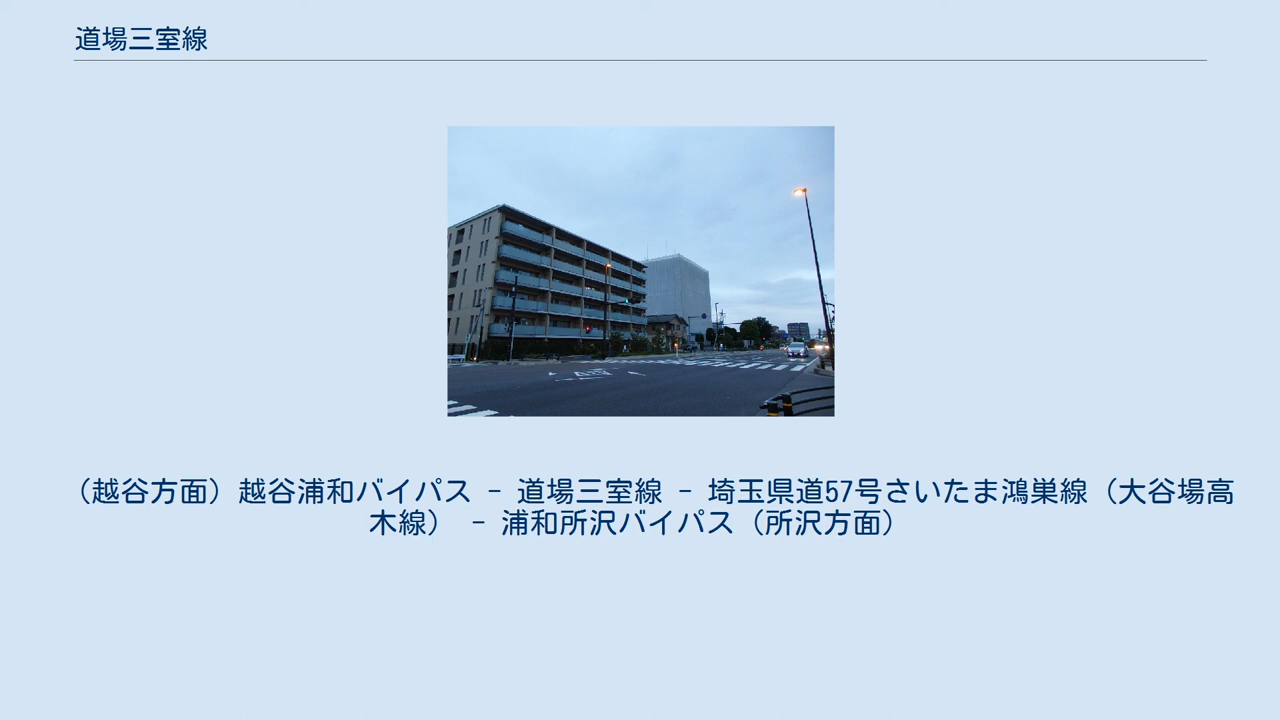 道場三室線
（越谷方面）越谷浦和バイパス － 道場三室線 － 埼玉県道57号さいたま鴻巣線（大谷場高
木線） － 浦和所沢バイパス（所沢方面）